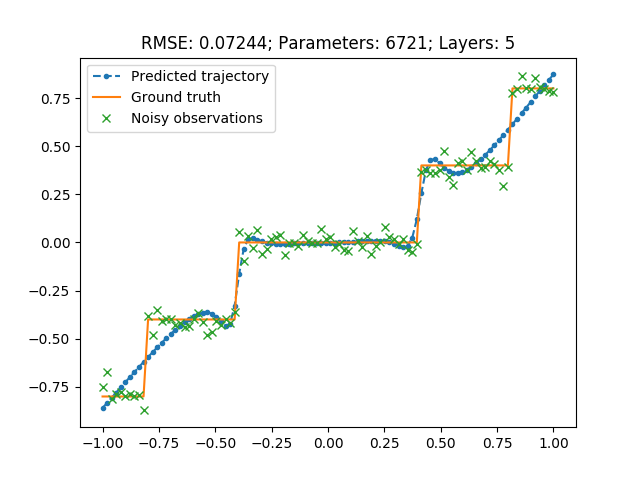 RMSE: 0.07244; Parameters: 6721; Layers: 5
Predicted trajectory
Ground truth
Noisy observations
0.75
0.50
0.25
0.00
−0.25
−0.50
−0.75
−1.00 −0.75 −0.50 −0.25 0.00 0.25 0.50 0.75 1.00